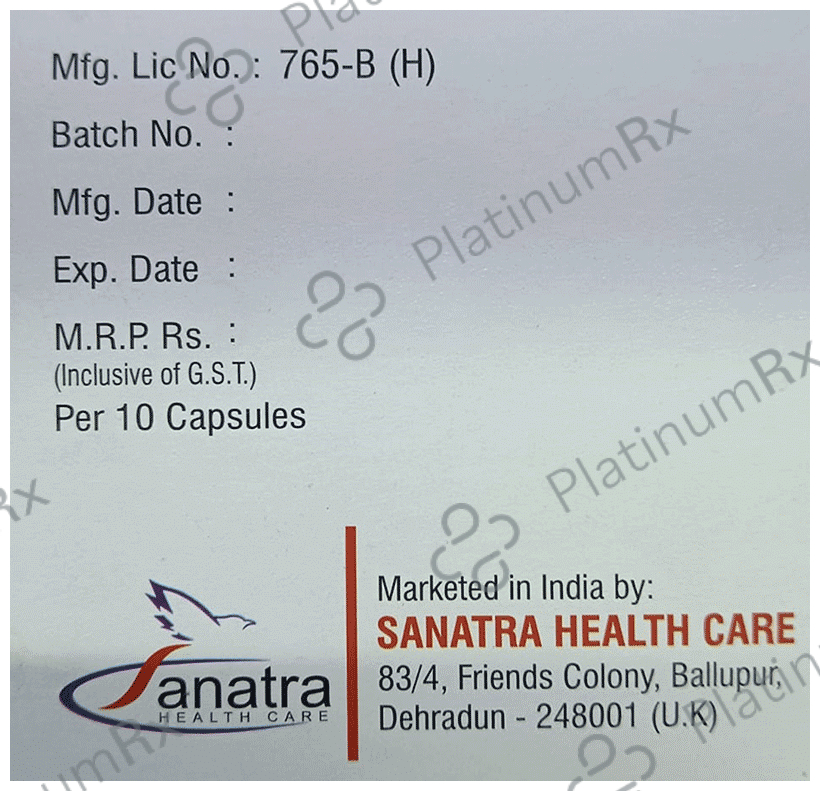 Mfg. Lic No. : 765-B (H)
Batch No. :
Mfg. Date :
Exp. Date :
M.R.P. Rs. :
(Inclusive of G.S.T.)
Per 10 Capsules
Sanatra
HEALTH CARE
Marketed in India by:
SANATRA HEALTH CARE
83/4, Friends Colony, Ballupur,
Dehradun - 248001 (U.K)
PlatinumRx
PlatinumRx